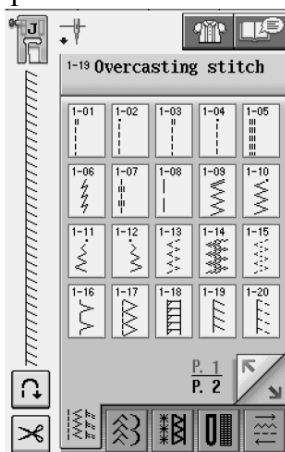 J
1-19 Overcasting stitch
1-01 1-02 1-03 1-04 1-05
1-06 1-07 1-08 1-09 1-10
1-11 1-12 1-13 1-14 1-15
1-16 1-17 1-18 1-19 1-20
P. 1
P. 2